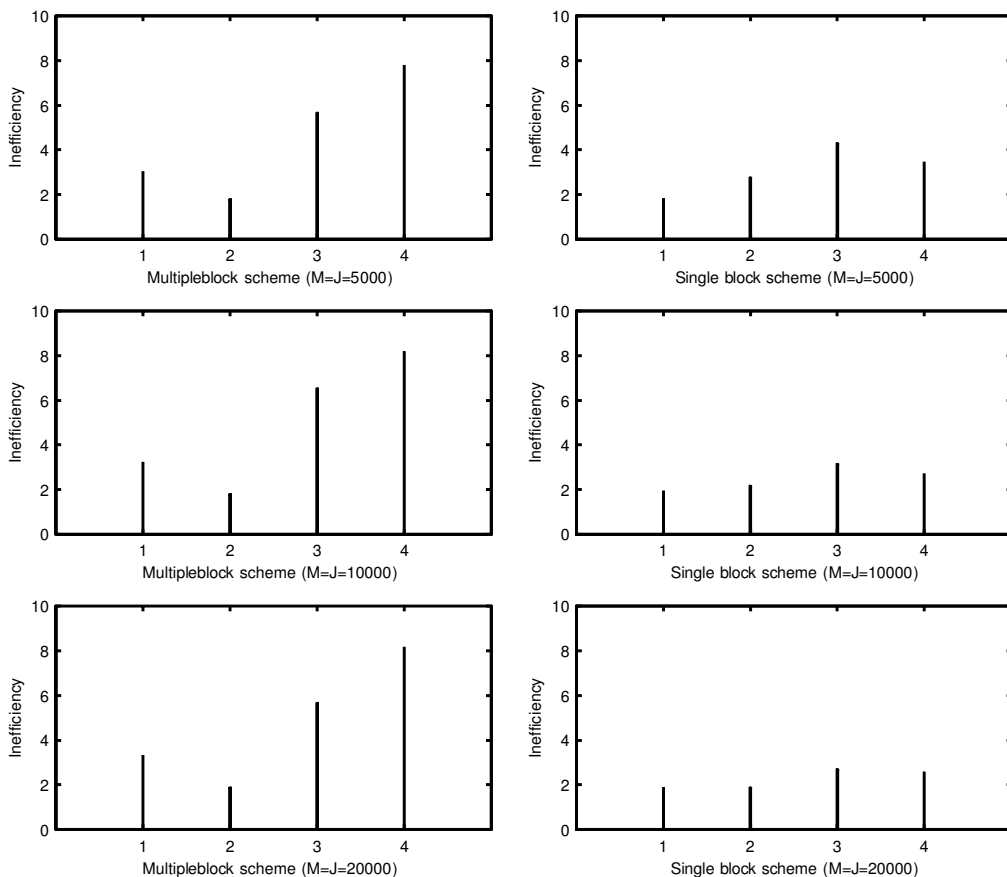 10
8
6
4
2
0
Inefficiency
1 2 3 4
Multipleblock scheme (M=J=5000)
10
8
6
4
2
0
Inefficiency
1 2 3 4
Single block scheme (M=J=5000)
10
8
6
4
2
0
Inefficiency
1 2 3 4
Multipleblock scheme (M=J=10000)
10
8
6
4
2
0
Inefficiency
1 2 3 4
Single block scheme (M=J=10000)
10
8
6
4
2
0
Inefficiency
1 2 3 4
Multipleblock scheme (M=J=20000)
10
8
6
4
2
0
Inefficiency
1 2 3 4
Single block scheme (M=J=20000)